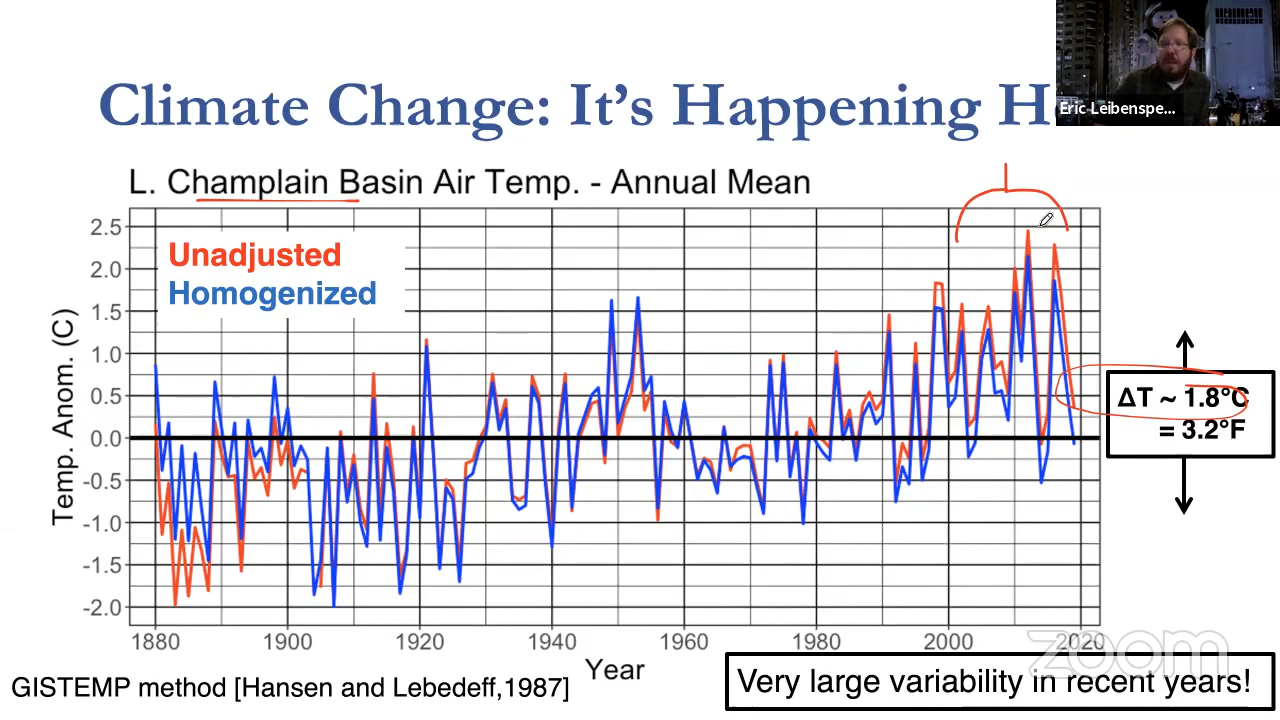 Climate Change: It's Happening H
Eric Leibenspe...
L. Champlain Basin Air Temp. - Annual Mean
Unadjusted
Homogenized
Temp. Anom. (C)
2.5
2.0
1.5
1.0
0.5
0.0
-0.5
-1.0
-1.5
-2.0
1880 1900 1920 1940 1960 1980 2000 2020
Year
ΔT ~ 1.8°C
= 3.2°F
zoom
GISTEMP method [Hansen and Lebedeff,1987]
Very large variability in recent years!